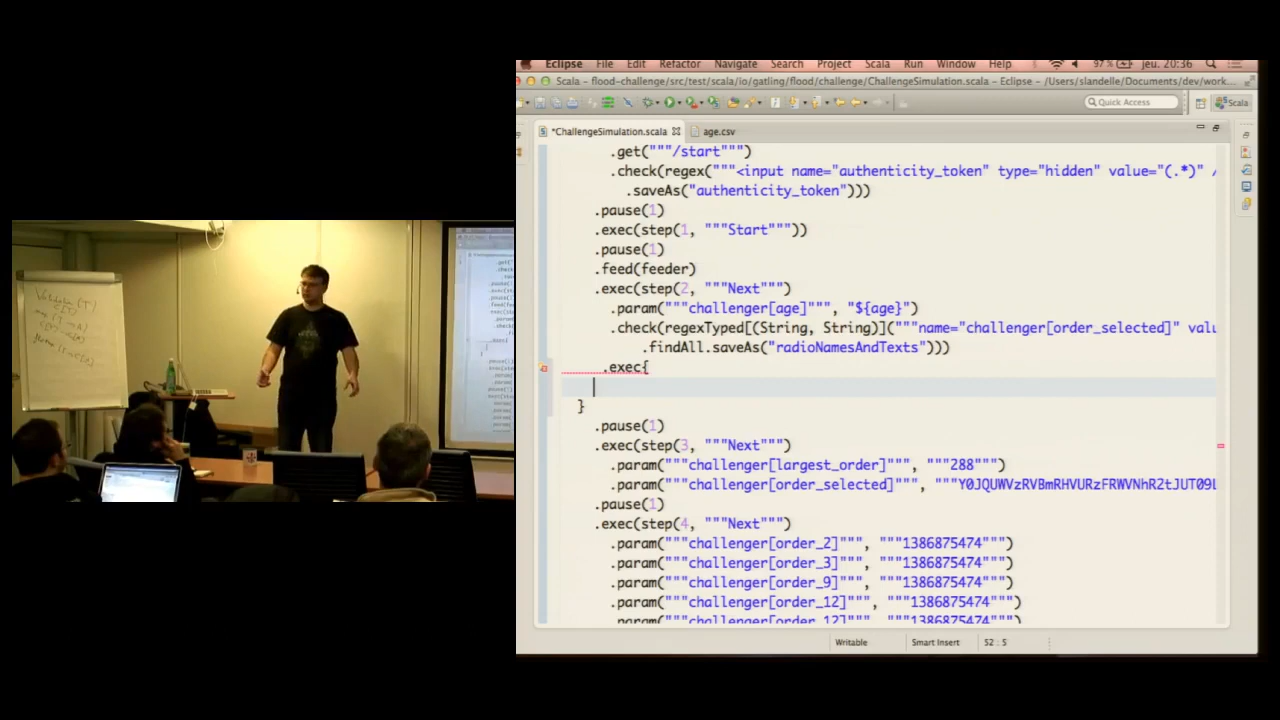 Eclipse File Edit Refactor Navigate Search Project Scala Run Window Help 97% jeu. 20:36
Scala – flood-challenge/src/test/scala/io/gatling/flood/challenge/ChallengeSimulation.scala – Eclipse – /Users/slandelle/Documents/dev/work...
Quick Access Scala
*ChallengeSimulation.scala age.csv
.get("""/start""")
.check(regex("""<input name="authenticity_token" type="hidden" value="(.*)" /
.saveAs("authenticity_token")))
.pause(1)
.exec(step(1, """Start"""))
.pause(1)
.feed(feeder)
.exec(step(2, """Next""")
.param("""challenger[age]""", "${age}")
.check(regexTyped[(String, String)]("""name="challenger[order_selected]" valu
.findAll.saveAs("radioNamesAndTexts")))
.exec{
}
.pause(1)
.exec(step(3, """Next""")
.param("""challenger[largest_order]""", """288""")
.param("""challenger[order_selected]""", """Y0JQUWVzRVBmRHVURzFRWVNhR2tJUT09L
.pause(1)
.exec(step(4, """Next""")
.param("""challenger[order_2]""", """1386875474""")
.param("""challenger[order_3]""", """1386875474""")
.param("""challenger[order_9]""", """1386875474""")
.param("""challenger[order_12]""", """1386875474""")
Writable Smart Insert 52 : 5